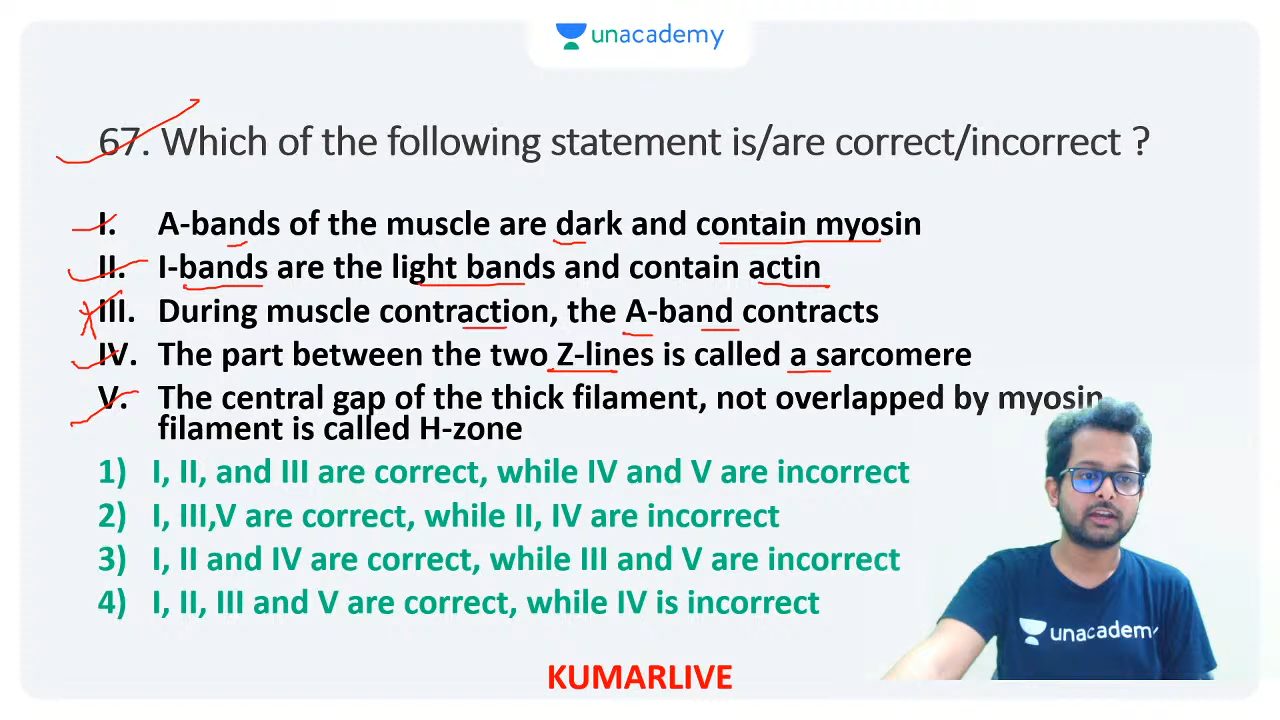 unacademy
67. Which of the following statement is/are correct/incorrect ?
I. A-bands of the muscle are dark and contain myosin
II. I-bands are the light bands and contain actin
III. During muscle contraction, the A-band contracts
IV. The part between the two Z-lines is called a sarcomere
V. The central gap of the thick filament, not overlapped by myosin
filament is called H-zone
1) I, II, and III are correct, while IV and V are incorrect
2) I, III,V are correct, while II, IV are incorrect
3) I, II and IV are correct, while III and V are incorrect
4) I, II, III and V are correct, while IV is incorrect
unacademy
KUMARLIVE